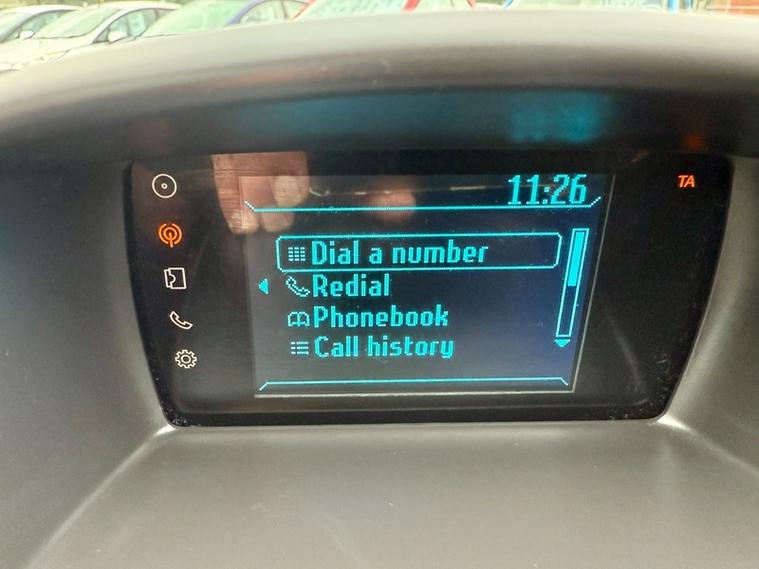 11:26
TA
Dial a number
Redial
Phonebook
Call history